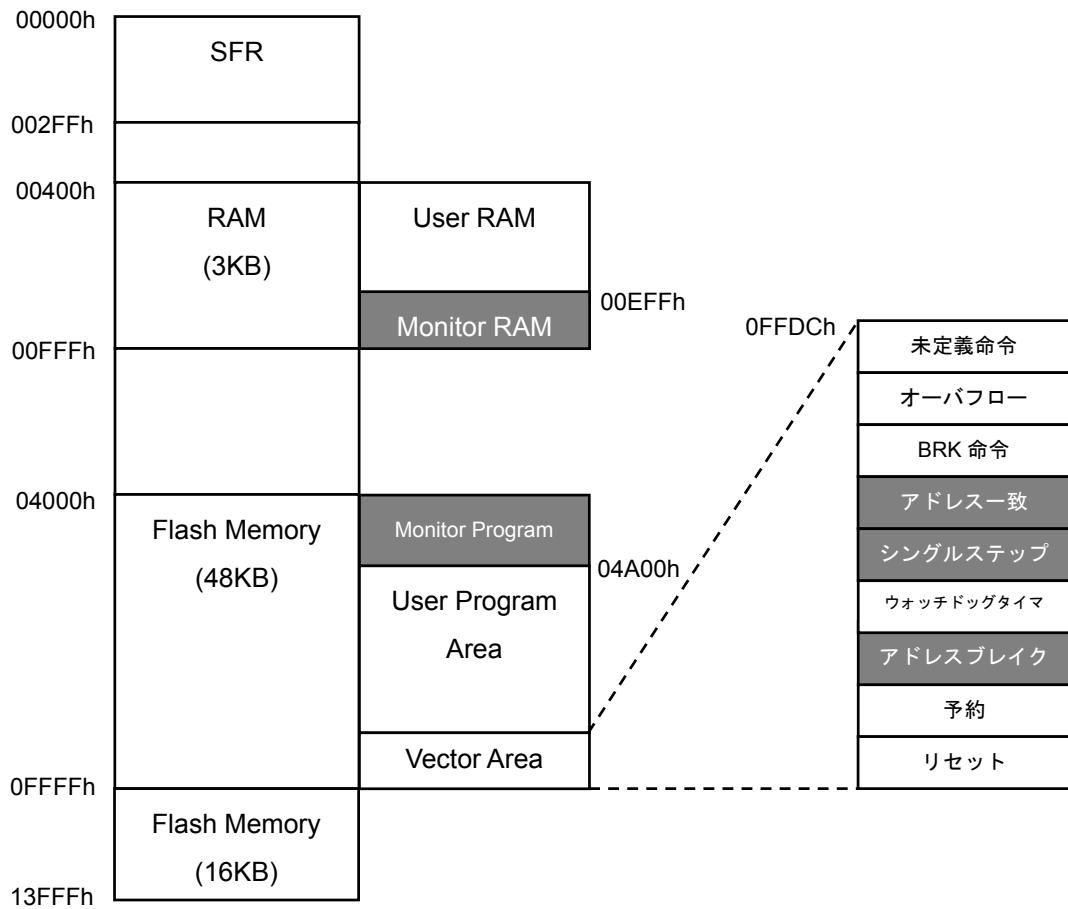 00000h
SFR
002FFh
00400h
RAM
(3KB)
User RAM
00EFFh
Monitor RAM
00FFFh
04000h
Flash Memory
(48KB)
Monitor Program
04A00h
User Program
Area
Vector Area
0FFFFh
Flash Memory
(16KB)
13FFFh
0FFDCh
未定義命令
オーバフロー
BRK 命令
アドレス一致
シングルステップ
ウォッチドッグタイマ
アドレスブレイク
予約
リセット